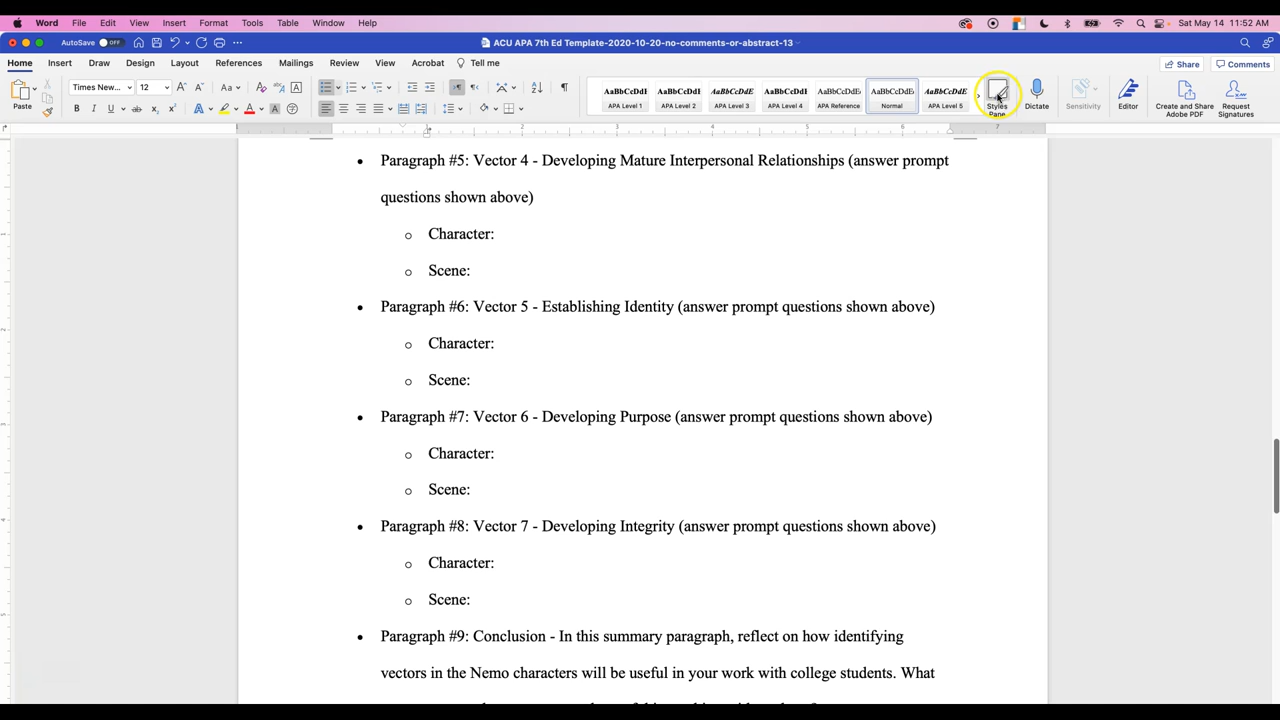 Word File Edit View Insert Format Tools Table Window Help Sat May 14 11:52 AM
AutoSave OFF ACU APA 7th Ed Template-2020-10-20-no-comments-or-abstract-13
Home Insert Draw Design Layout References Mailings Review View Acrobat Tell me Share Comments
Paste
Times New... 12
AaBbCcDdI AaBbCcDdI AaBbCcDdE AaBbCcDdI AaBbCcDdE AaBbCcDdE AaBbCcDdE
APA Level 1 APA Level 2 APA Level 3 APA Level 4 APA Reference Normal APA Level 5
Styles Pane
Dictate
Sensitivity
Editor
Create and Share Adobe PDF
Request Signatures
• Paragraph #5: Vector 4 - Developing Mature Interpersonal Relationships (answer prompt
questions shown above)
o Character:
o Scene:
• Paragraph #6: Vector 5 - Establishing Identity (answer prompt questions shown above)
o Character:
o Scene:
• Paragraph #7: Vector 6 - Developing Purpose (answer prompt questions shown above)
o Character:
o Scene:
• Paragraph #8: Vector 7 - Developing Integrity (answer prompt questions shown above)
o Character:
o Scene:
• Paragraph #9: Conclusion - In this summary paragraph, reflect on how identifying
vectors in the Nemo characters will be useful in your work with college students. What